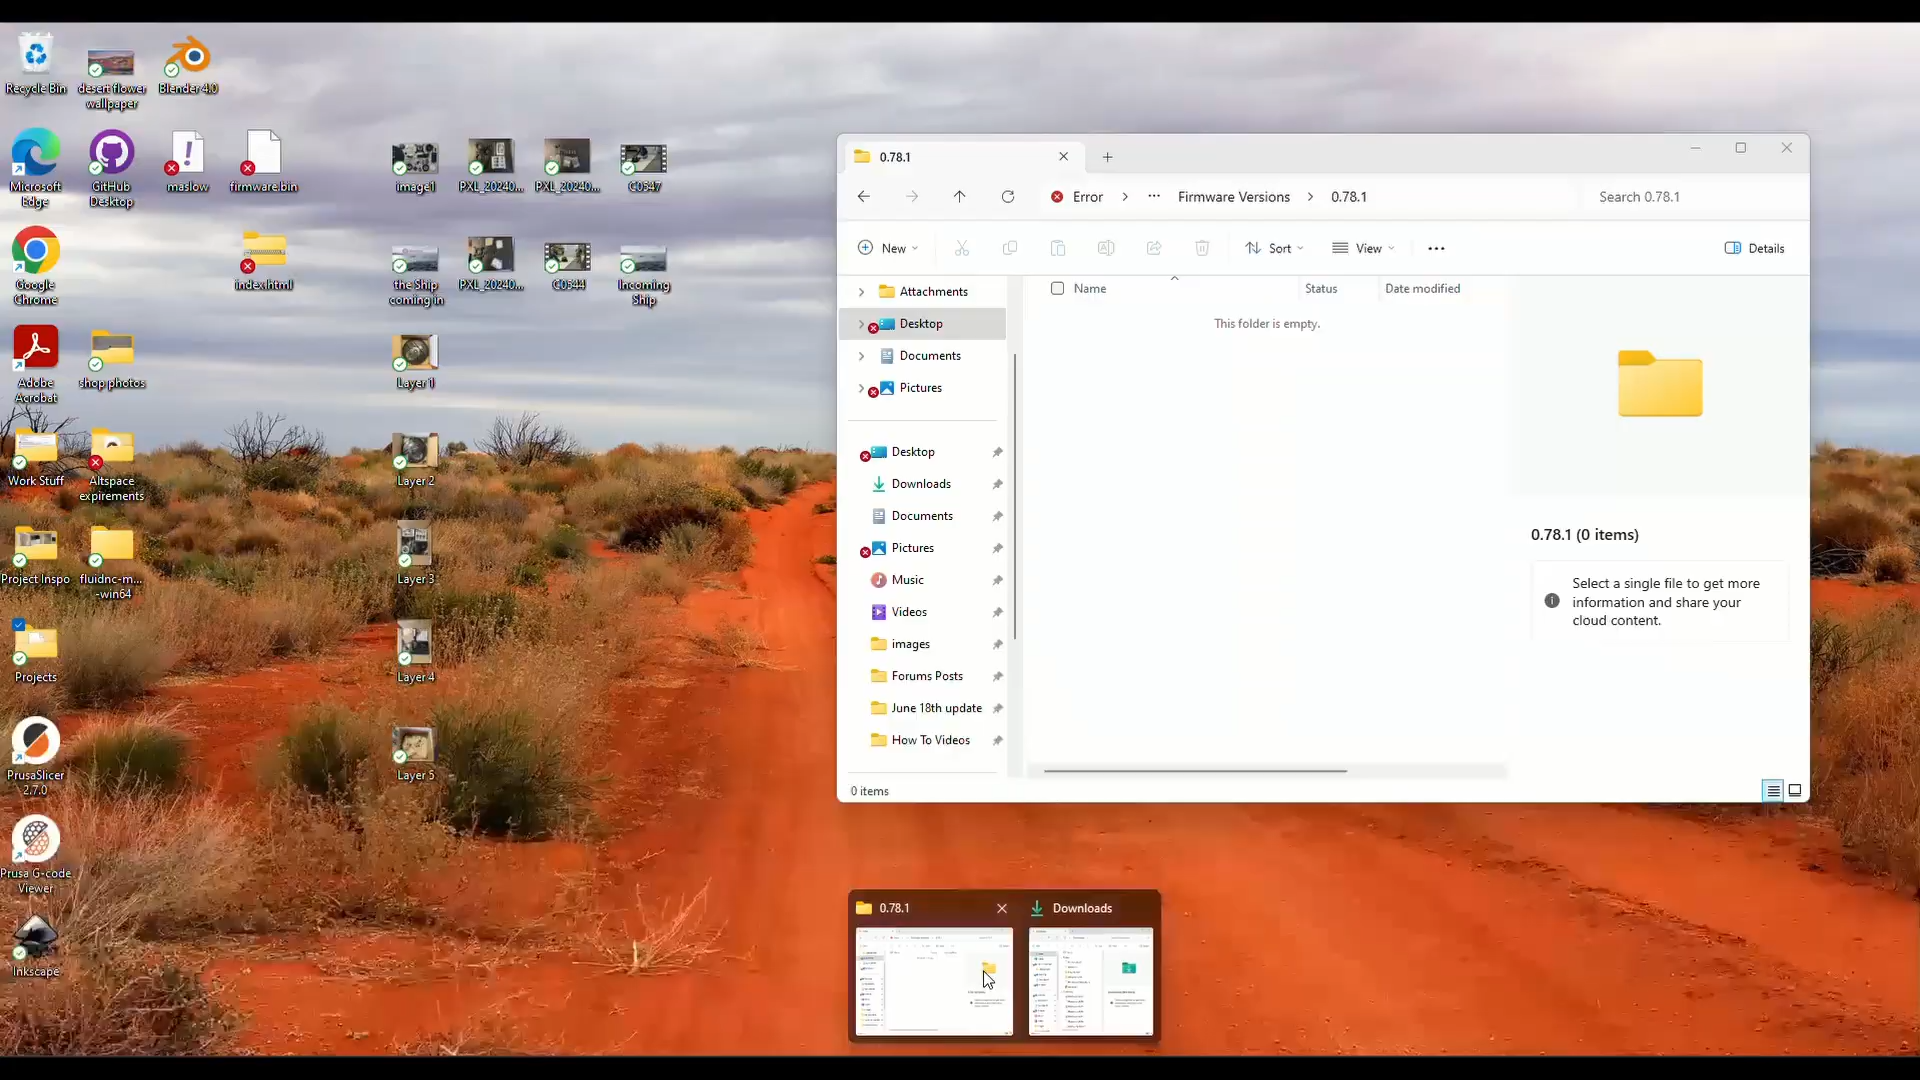 Recycle Bin
desert flower
wallpaper
Blender 4.0
Microsoft
Edge
GitHub
Desktop
maslow
firmware.bin
image1
PXL_20240...
PXL_20240...
C0547
Google
Chrome
index.html
the Ship
coming in
PXL_20240...
C0544
Incoming
Ship
Adobe
Acrobat
shop photos
Layer 1
Work Stuff
Altspace
expirements
Layer 2
Project Inspo
fluidnc-m...
-win64
Layer 3
Projects
Layer 4
PrusaSlicer
2.7.0
Layer 5
Prusa G-code
Viewer
Inkscape
0.78.1
Error
Firmware Versions
0.78.1
Search 0.78.1
New
Sort
View
Details
Attachments
Desktop
Documents
Pictures
Desktop
Downloads
Documents
Pictures
Music
Videos
images
Forums Posts
June 18th update
How To Videos
Name
Status
Date modified
This folder is empty.
0.78.1 (0 items)
Select a single file to get more
information and share your
cloud content.
0 items
0.78.1
Downloads